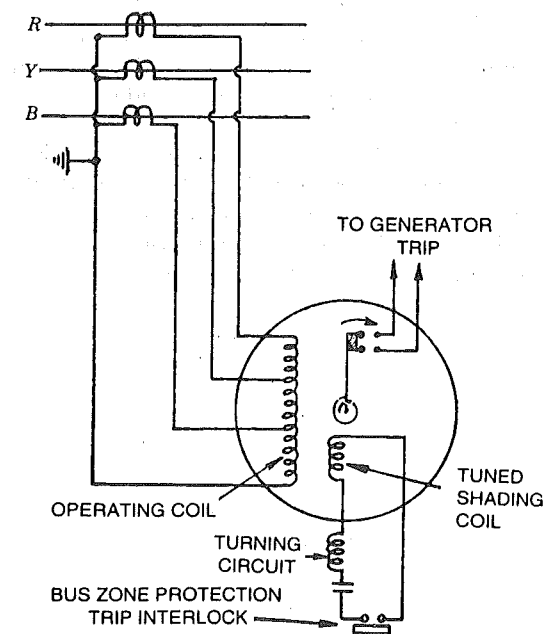 R
Y
B
TO GENERATOR
TRIP
OPERATING COIL
TUNED
SHADING
COIL
TURNING
CIRCUIT
BUS ZONE PROTECTION
TRIP INTERLOCK